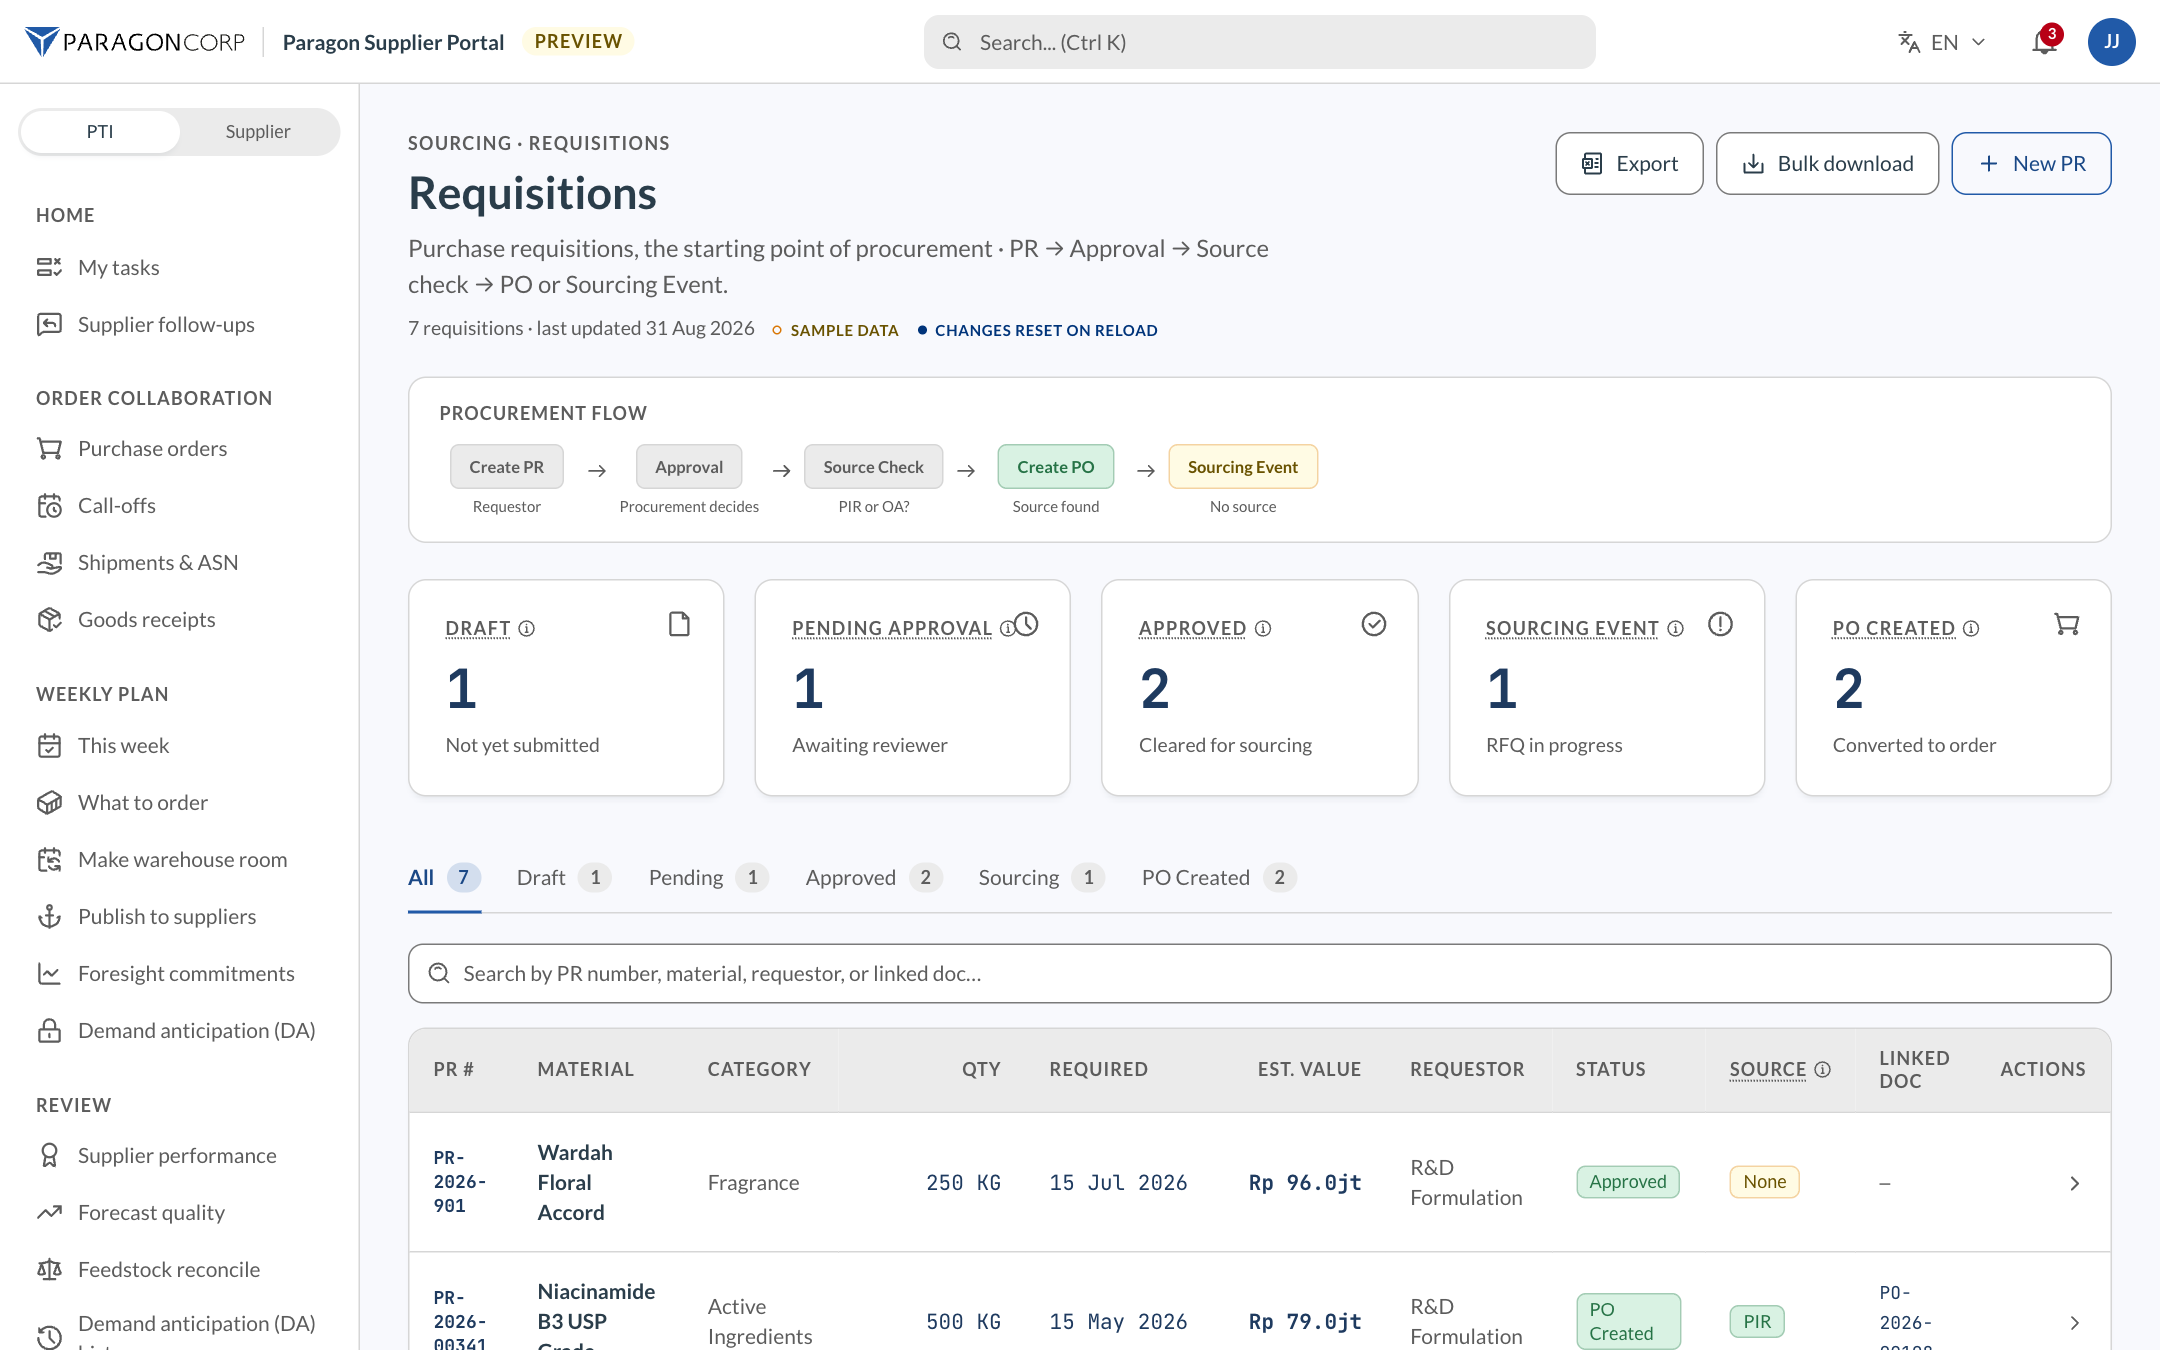 PARAGONCORP
Paragon Supplier Portal
PREVIEW
Search... (Ctrl K)
EN
3
JJ
PTI
Supplier
HOME
My tasks
Supplier follow-ups
ORDER COLLABORATION
Purchase orders
Call-offs
Shipments & ASN
Goods receipts
WEEKLY PLAN
This week
What to order
Make warehouse room
Publish to suppliers
Foresight commitments
Demand anticipation (DA)
REVIEW
Supplier performance
Forecast quality
Feedstock reconcile
Demand anticipation (DA)
SOURCING · REQUISITIONS
Requisitions
Purchase requisitions, the starting point of procurement · PR → Approval → Source
check → PO or Sourcing Event.
7 requisitions · last updated 31 Aug 2026
SAMPLE DATA
CHANGES RESET ON RELOAD
Export
Bulk download
+ New PR
PROCUREMENT FLOW
Create PR → Approval → Source Check → Create PO → Sourcing Event
Requestor
Procurement decides
PIR or OA?
Source found
No source
DRAFT
1
Not yet submitted
PENDING APPROVAL
1
Awaiting reviewer
APPROVED
2
Cleared for sourcing
SOURCING EVENT
1
RFQ in progress
PO CREATED
2
Converted to order
All 7
Draft 1
Pending 1
Approved 2
Sourcing 1
PO Created 2
Search by PR number, material, requestor, or linked doc...
PR #
MATERIAL
CATEGORY
QTY
REQUIRED
EST. VALUE
REQUESTOR
STATUS
SOURCE
LINKED
DOC
ACTIONS
PR-
2026-
901
Wardah
Floral
Accord
Fragrance
250 KG
15 Jul 2026
Rp 96.0jt
R&D
Formulation
Approved
None
—
PR-
2026-
00341
Niacinamide
B3 USP
Grade
Active
Ingredients
500 KG
15 May 2026
Rp 79.0jt
R&D
Formulation
PO
Created
PIR
PO-
2026-